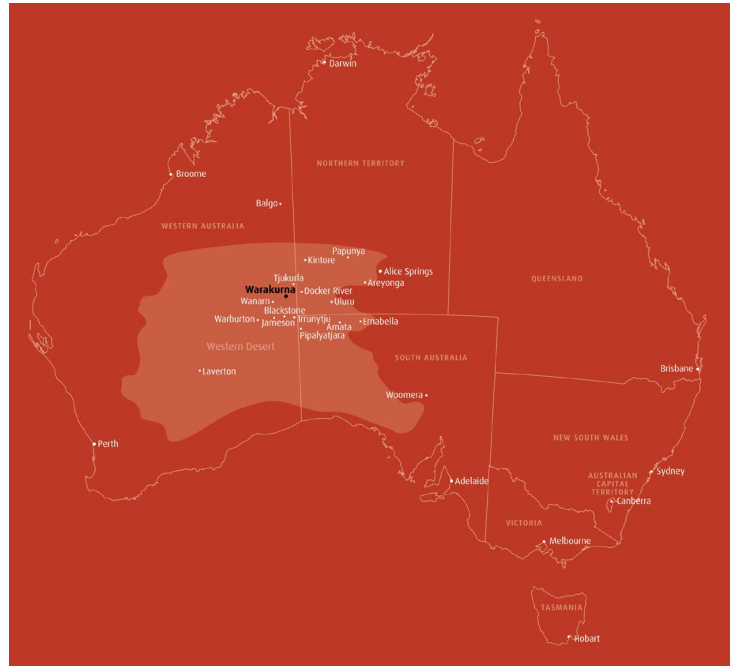 Darwin
NORTHERN TERRITORY
Broome
Balgo
WESTERN AUSTRALIA
Papunya
Kintore
Alice Springs
Tjukurla
Areyonga
QUEENSLAND
Warakurna
Docker River
Wanarn
Uluru
Blackstone
Warburton
Jameson
Irrunytju
Amata
Ernabella
Pipalyatjara
Western Desert
SOUTH AUSTRALIA
Laverton
Brisbane
Woomera
NEW SOUTH WALES
Perth
Sydney
AUSTRALIAN
CAPITAL
TERRITORY
Adelaide
Canberra
VICTORIA
Melbourne
TASMANIA
Hobart